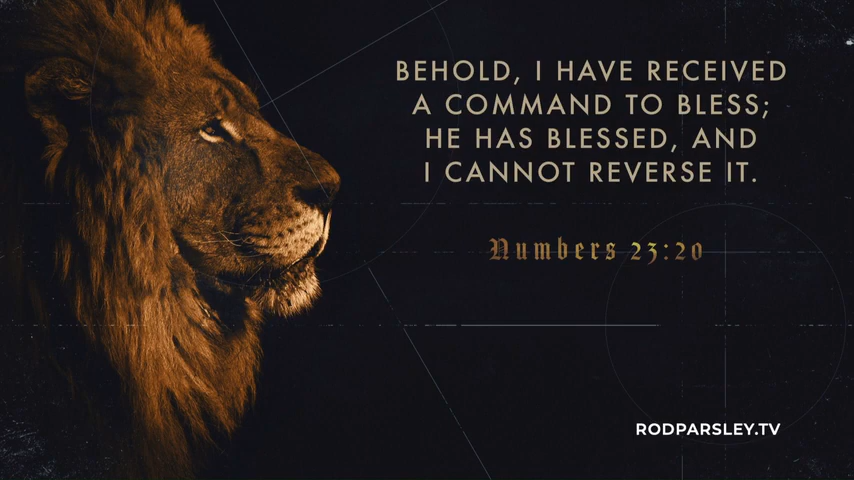 BEHOLD, I HAVE RECEIVED
A COMMAND TO BLESS;
HE HAS BLESSED, AND
I CANNOT REVERSE IT.
Numbers 23:20
RODPARSLEY.TV